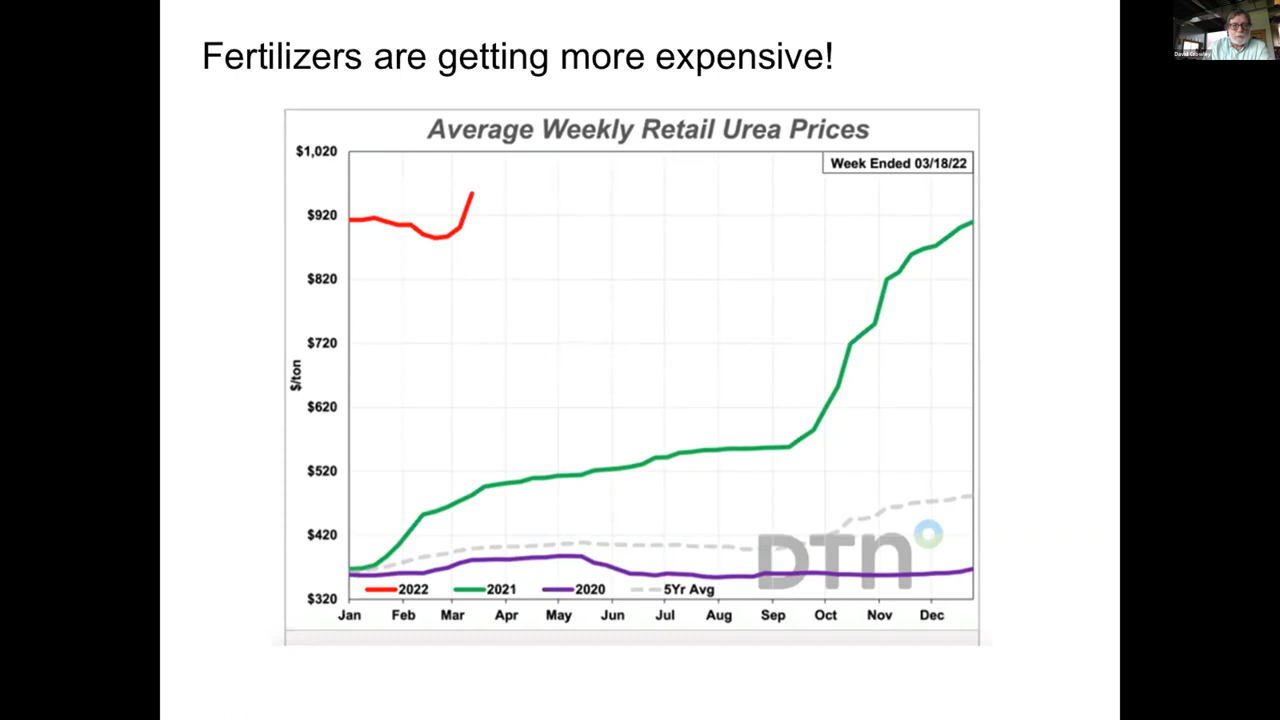 Fertilizers are getting more expensive!
Average Weekly Retail Urea Prices
Week Ended 03/18/22
$1,020
$920
$820
$720
$620
$520
$420
$320
$/ton
DTN
2022 2021 2020 5Yr Avg
Jan Feb Mar Apr May Jun Jul Aug Sep Oct Nov Dec